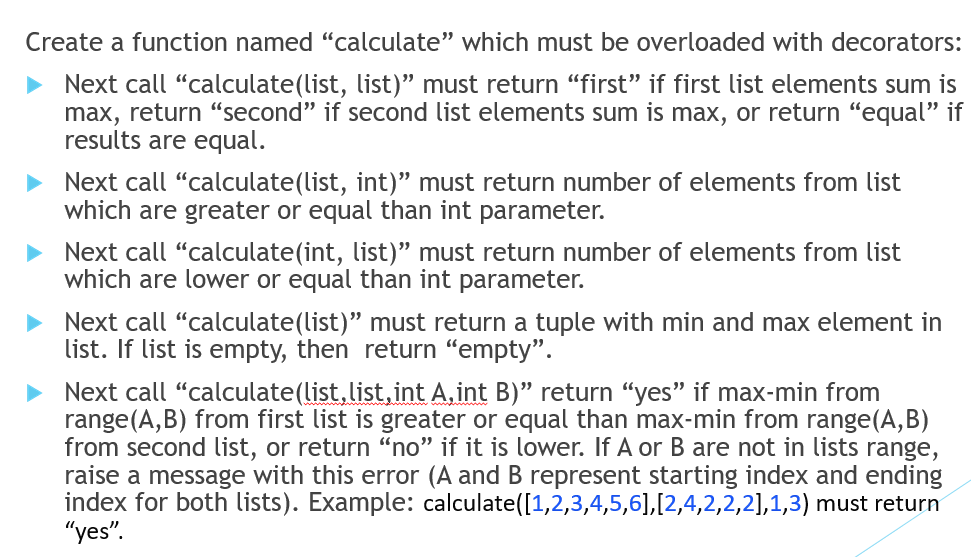 Create a function named “calculate” which must be overloaded with decorators:
Next call “calculate(list, list)” must return “first” if first list elements sum is
max, return “second” if second list elements sum is max, or return “equal” if
results are equal.
Next call “calculate(list, int)” must return number of elements from list
which are greater or equal than int parameter.
Next call “calculate(int, list)” must return number of elements from list
which are lower or equal than int parameter.
Next call “calculate(list)” must return a tuple with min and max element in
list. If list is empty, then  return “empty”.
Next call “calculate(list,list,int A,int B)” return “yes” if max-min from
range(A,B) from first list is greater or equal than max-min from range(A,B)
from second list, or return “no” if it is lower. If A or B are not in lists range,
raise a message with this error (A and B represent starting index and ending
index for both lists). Example: calculate([1,2,3,4,5,6],[2,4,2,2,2],1,3) must return
“yes”.